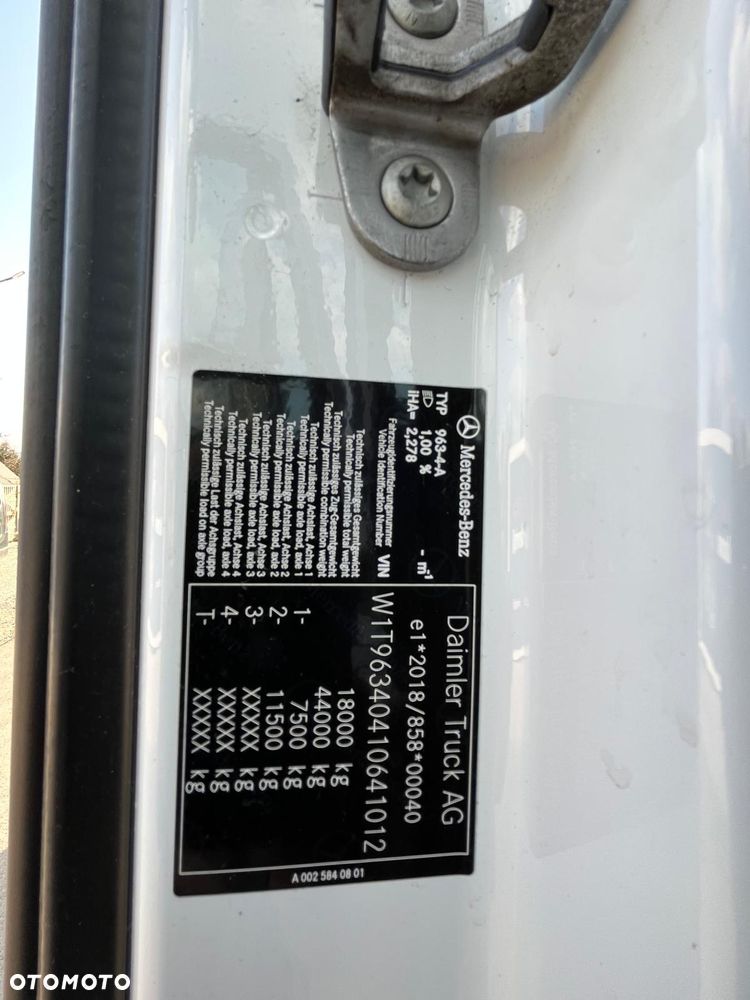 Mercedes-Benz
Daimler Truck AG
TYP 963-4-A
1,00 %
- m⁻¹
e1*2018/858*00040
iHA= 2,278
Fahrzeugidentifizierungsnummer
Vehicle Identification Number
VIN
W1T96340410641012
Technisch zulässiges Gesamtgewicht
Technically permissible total weight
18000 kg
Technisch zulässiges Zug-Gesamtgewicht
Technically permissible combination weight
44000 kg
Technisch zulässige Achslast, Achse 1
Technically permissible axle load, axle 1
1- 7500 kg
Technisch zulässige Achslast, Achse 2
Technically permissible axle load, axle 2
2- 11500 kg
Technisch zulässige Achslast, Achse 3
Technically permissible axle load, axle 3
3- XXXXX kg
Technisch zulässige Achslast, Achse 4
Technically permissible axle load, axle 4
4- XXXXX kg
Technisch zulässige Last der Achsgruppe
Technically permissible load on axle group
T- XXXXX kg
A 002 584 08 01
OTOMOTO